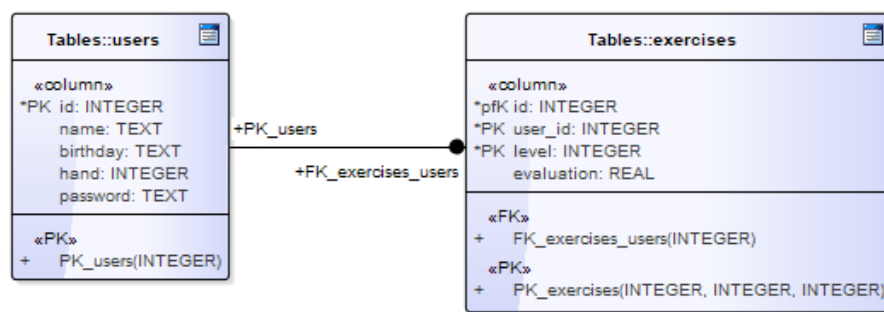 Tables::users
«column»
*PK id: INTEGER
name: TEXT
birthday: TEXT
hand: INTEGER
password: TEXT
«PK»
+ PK_users(INTEGER)
+PK_users
+FK_exercises_users
Tables::exercises
«column»
*pfK id: INTEGER
*PK user_id: INTEGER
*PK level: INTEGER
evaluation: REAL
«FK»
+ FK_exercises_users(INTEGER)
«PK»
+ PK_exercises(INTEGER, INTEGER, INTEGER)